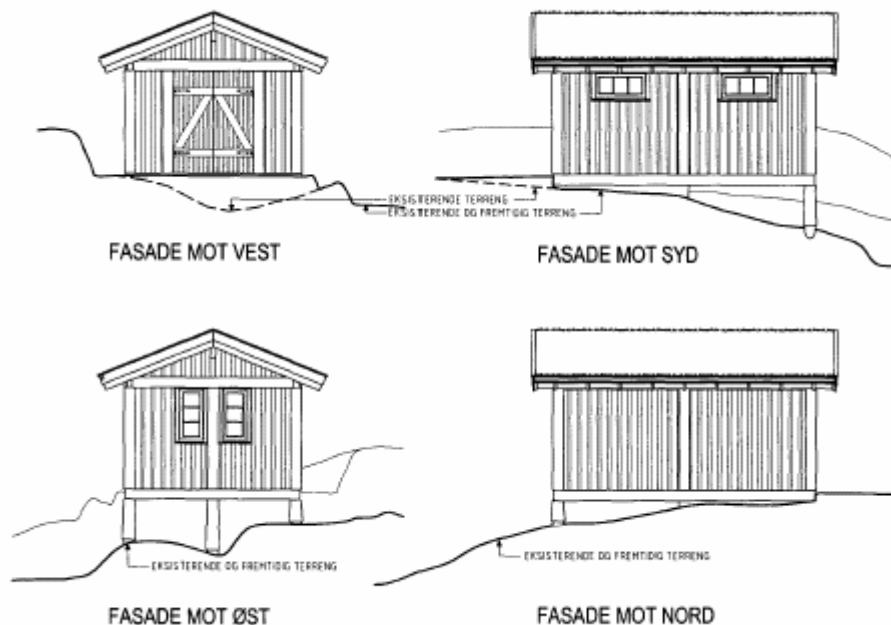 EKSISTERENDE TERRENG
EKSISTERENDE OG FREMTIDIG TERRENG
FASADE MOT VEST
FASADE MOT SYD
EKSISTERENDE OG FREMTIDIG TERRENG
EKSISTERENDE OG FREMTIDIG TERRENG
FASADE MOT ØST
FASADE MOT NORD